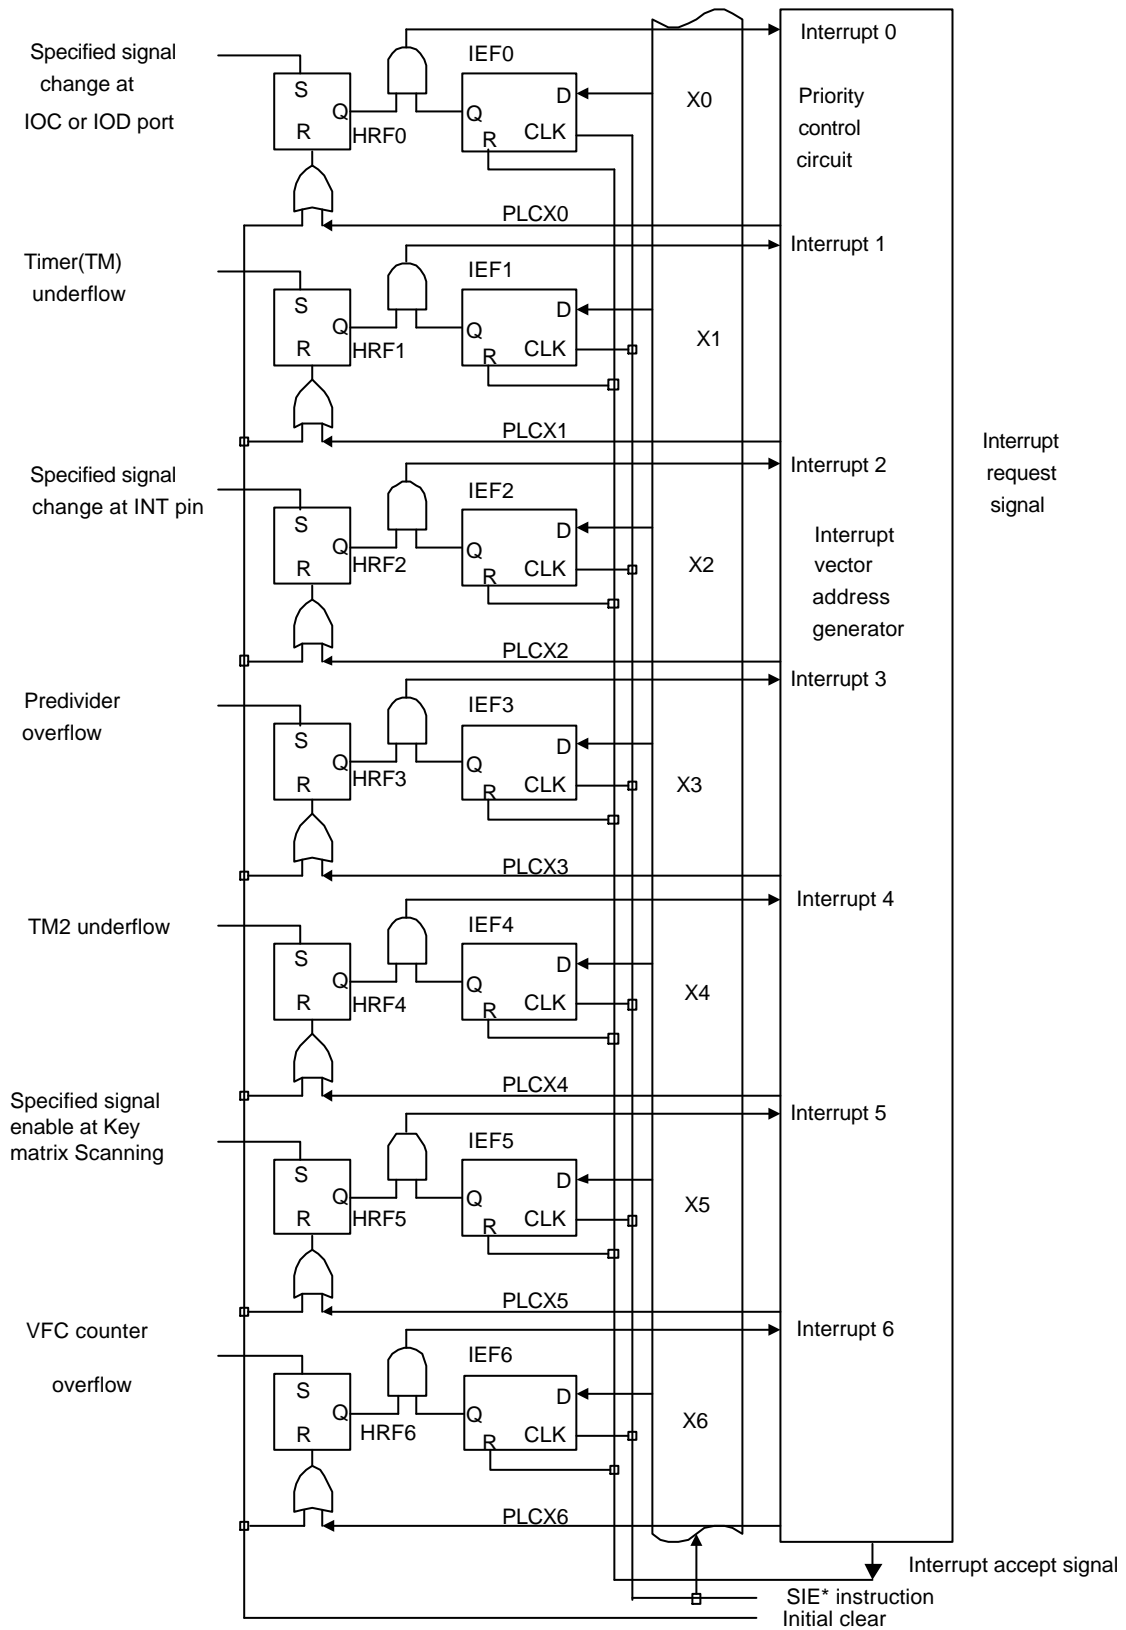 Interrupt 0
Specified signal
change at
IOC or IOD port
IEF0
S
Q
R
HRF0
Q
D
CLK
R
X0
Priority
control
circuit
PLCX0
Interrupt 1
Timer(TM)
underflow
IEF1
S
Q
R
HRF1
Q
D
CLK
R
X1
PLCX1
Interrupt 2
Interrupt
request
signal
Specified signal
change at INT pin
IEF2
S
Q
R
HRF2
Q
D
CLK
R
X2
Interrupt
vector
address
generator
PLCX2
Interrupt 3
Predivider
overflow
IEF3
S
Q
R
HRF3
Q
D
CLK
R
X3
PLCX3
Interrupt 4
TM2 underflow
IEF4
S
Q
R
HRF4
Q
D
CLK
R
X4
PLCX4
Interrupt 5
Specified signal
enable at Key
matrix Scanning
IEF5
S
Q
R
HRF5
Q
D
CLK
R
X5
PLCX5
Interrupt 6
VFC counter
overflow
IEF6
S
Q
R
HRF6
Q
D
CLK
R
X6
PLCX6
Interrupt accept signal
SIE* instruction
Initial clear